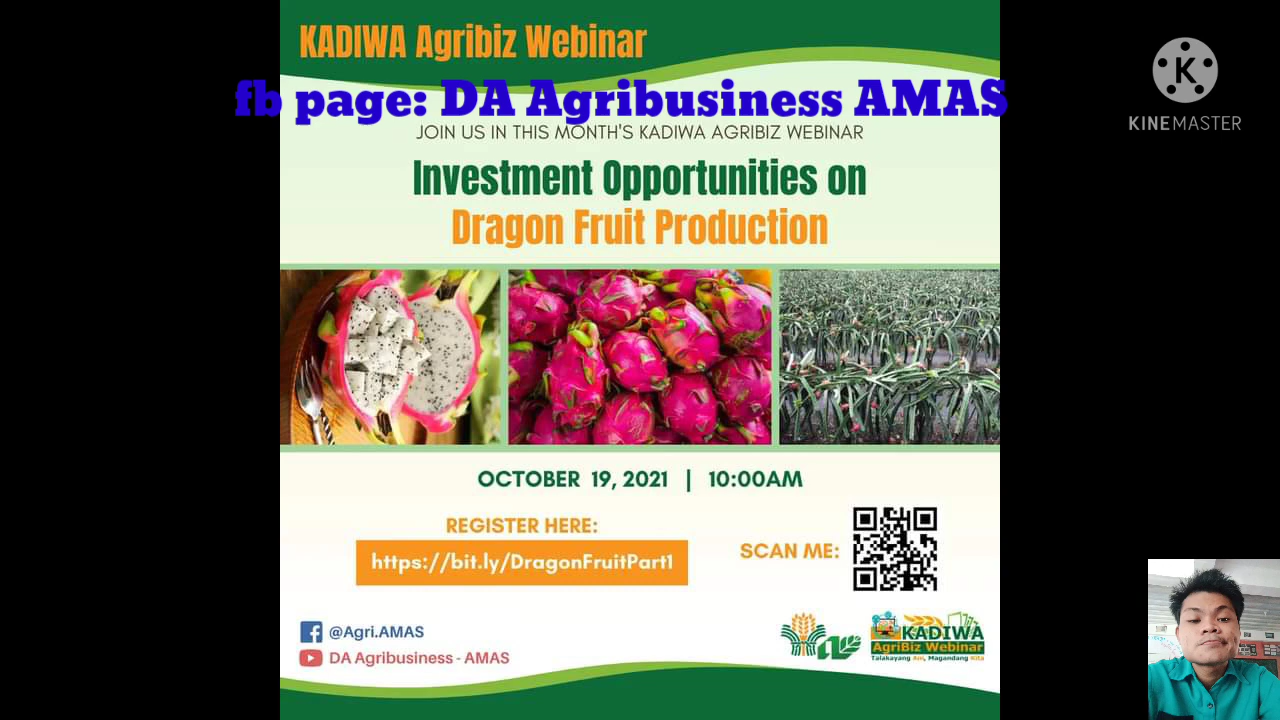 KADIWA Agribiz Webinar
fb page: DA Agribusiness AMAS
JOIN US IN THIS MONTH'S KADIWA AGRIBIZ WEBINAR
Investment Opportunities on
Dragon Fruit Production
OCTOBER 19, 2021 | 10:00AM
REGISTER HERE:
https://bit.ly/DragonFruitPart1
SCAN ME:
@Agri.AMAS
DA Agribusiness - AMAS
KADIWA
AgriBiz Webinar
Talakayang Am, Magandang Kita
K
KINEMASTER